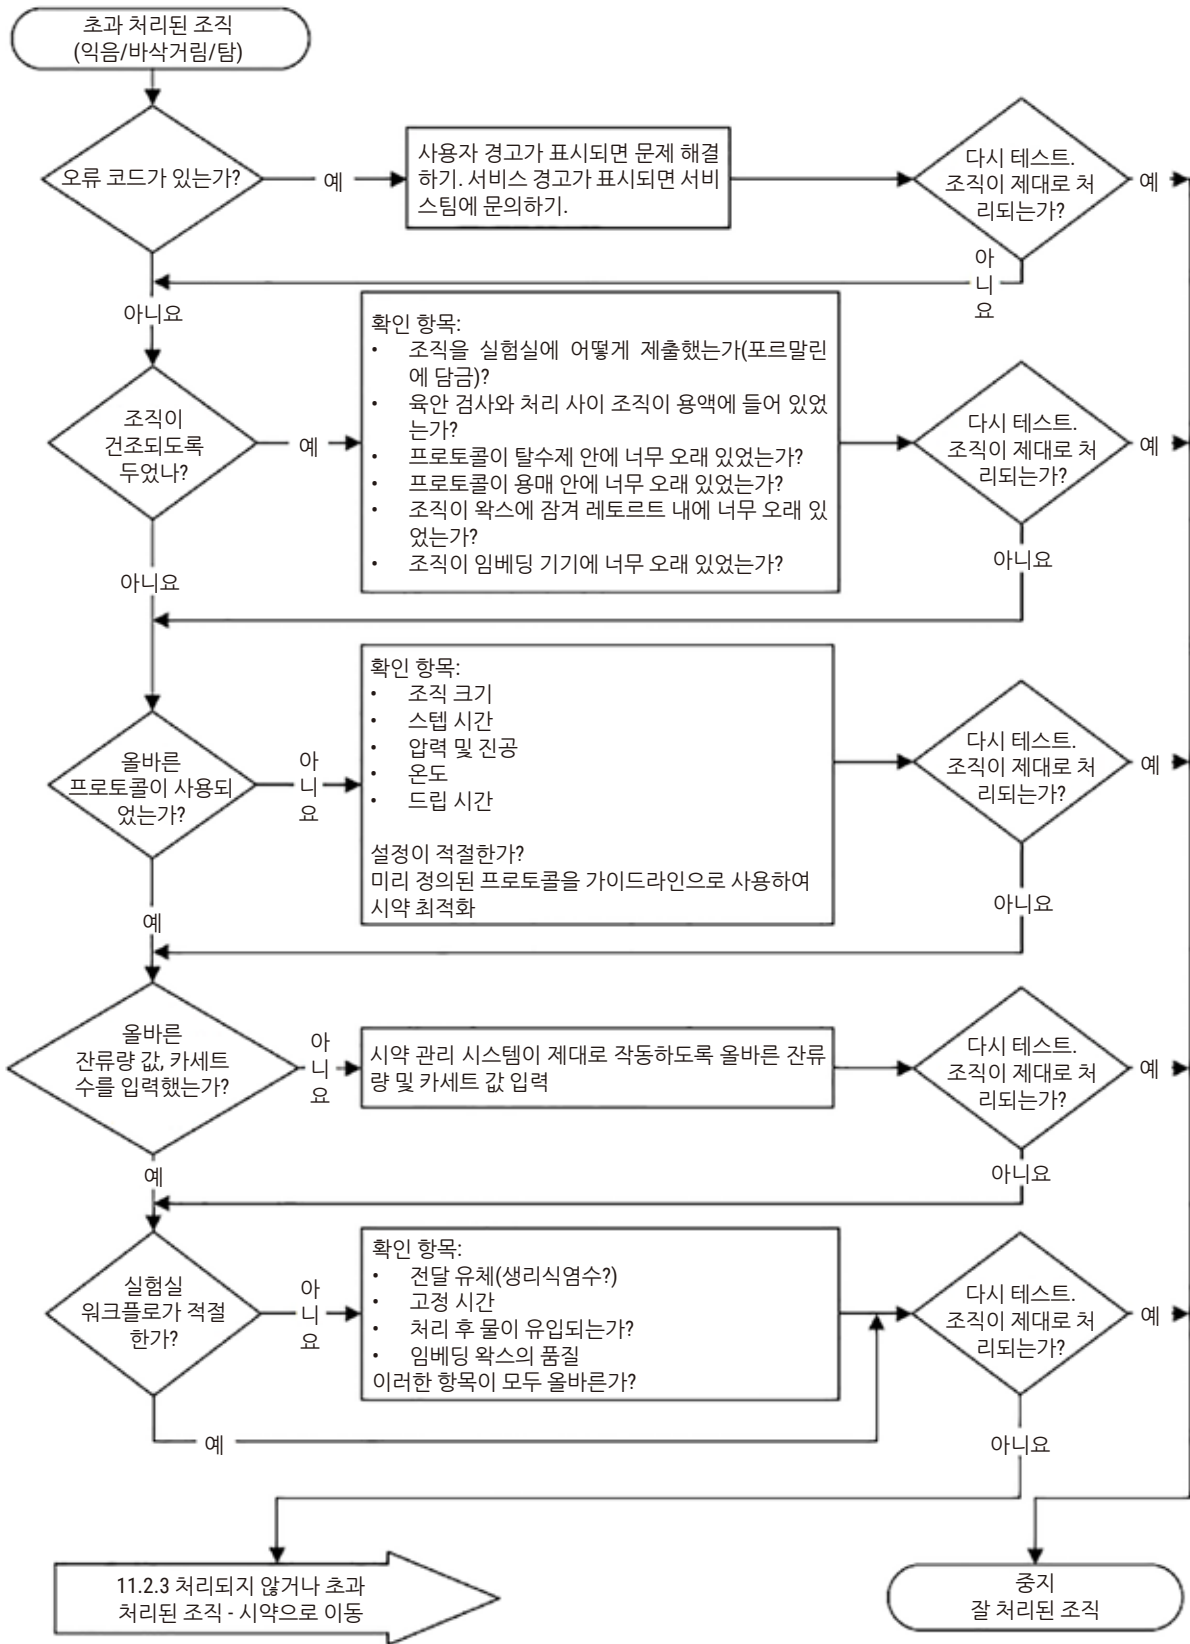 초과 처리된 조직
(익음/바삭거림/탐)
오류 코드가 있는가?
예
사용자 경고가 표시되면 문제 해결
하기. 서비스 경고가 표시되면 서비
스팀에 문의하기.
다시 테스트.
조직이 제대로 처
리되는가?
예
아
니
요
아니요
조직이
건조되도록
두었나?
예
확인 항목:
• 조직을 실험실에 어떻게 제출했는가(포르말린
에 담금)?
• 육안 검사와 처리 사이 조직이 용액에 들어 있었
는가?
• 프로토콜이 탈수제 안에 너무 오래 있었는가?
• 프로토콜이 용매 안에 너무 오래 있었는가?
• 조직이 왁스에 잠겨 레토르트 내에 너무 오래 있
었는가?
• 조직이 임베딩 기기에 너무 오래 있었는가?
다시 테스트.
조직이 제대로 처
리되는가?
예
아니요
아니요
올바른
프로토콜이 사용되
었는가?
아
니
요
확인 항목:
• 조직 크기
• 스텝 시간
• 압력 및 진공
• 온도
• 드립 시간
설정이 적절한가?
미리 정의된 프로토콜을 가이드라인으로 사용하여
시약 최적화
다시 테스트.
조직이 제대로 처
리되는가?
예
아니요
예
올바른
잔류량 값, 카세트
수를 입력했는가?
아
니
요
시약 관리 시스템이 제대로 작동하도록 올바른 잔류
량 및 카세트 값 입력
다시 테스트.
조직이 제대로 처
리되는가?
예
아니요
예
실험실
워크플로가 적절
한가?
아
니
요
확인 항목:
• 전달 유체(생리식염수?)
• 고정 시간
• 처리 후 물이 유입되는가?
• 임베딩 왁스의 품질
이러한 항목이 모두 올바른가?
다시 테스트.
조직이 제대로 처
리되는가?
예
예
아니요
11.2.3 처리되지 않거나 초과
처리된 조직 - 시약으로 이동
중지
잘 처리된 조직